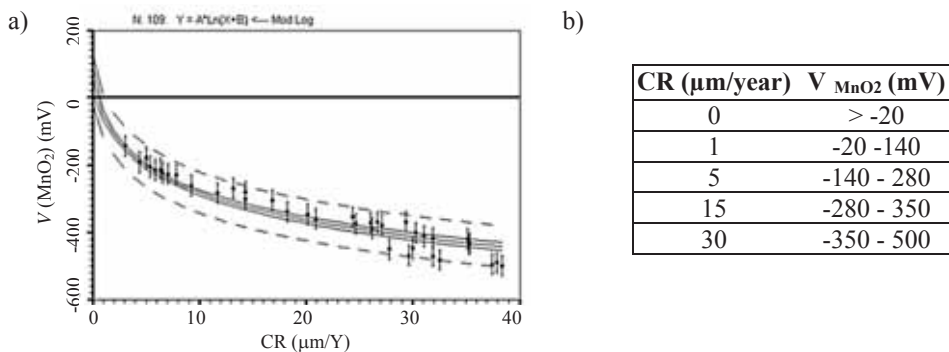 a)
N. 109. Y = A*Ln(X+B) <--- Mod Log
V (MnO₂) (mV)
200
0
-200
-400
-600
0 10 20 30 40
CR (μm/Y)
b)
CR (μm/year) V MnO2 (mV)
0 > -20
1 -20 -140
5 -140 - 280
15 -280 - 350
30 -350 - 500